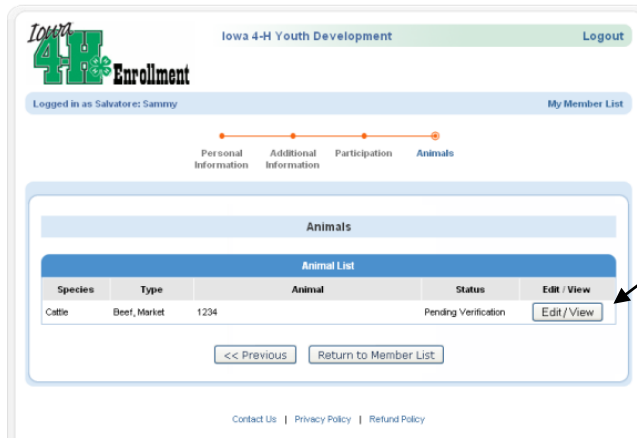 Iowa
4-H Enrollment
Iowa 4-H Youth Development Logout
Logged in as Salvatore: Sammy My Member List
Personal Information Additional Information Participation Animals
Animals
Animal List
Species Type Animal Status Edit / View
Cattle Beef, Market 1234 Pending Verification Edit/View
<< Previous Return to Member List
Contact Us | Privacy Policy | Refund Policy